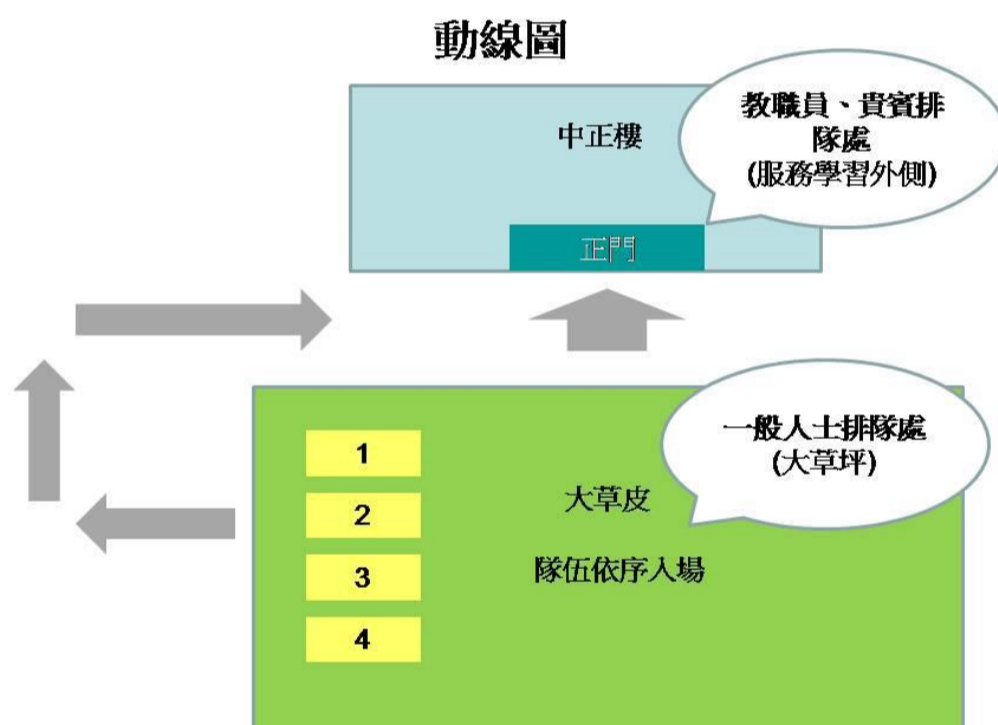 動線圖
中正樓
教職員、貴賓排
隊處
(服務學習外側)
正門
一般人士排隊處
(大草坪)
1
2
3
4
大草皮
隊伍依序入場